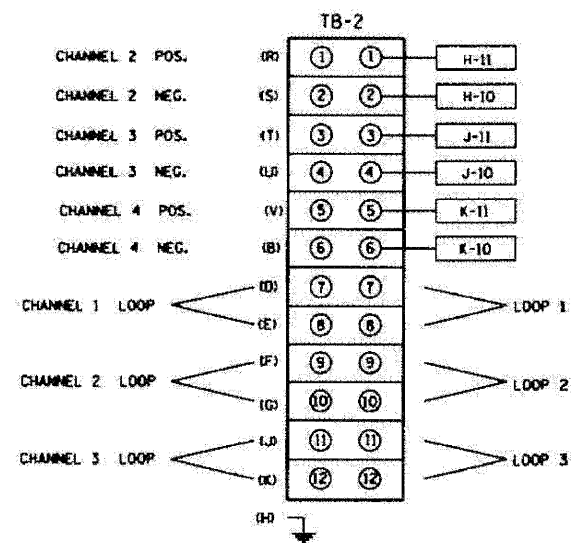 TB-2
CHANNEL 2 POS. (R) 1 1 H-11
CHANNEL 2 NEG. (S) 2 2 H-10
CHANNEL 3 POS. (T) 3 3 J-11
CHANNEL 3 NEG. (U) 4 4 J-10
CHANNEL 4 POS. (V) 5 5 K-11
CHANNEL 4 NEG. (B) 6 6 K-10
(D) 7 7
CHANNEL 1 LOOP LOOP 1
(E) 8 8
(F) 9 9
CHANNEL 2 LOOP LOOP 2
(G) 10 10
(J) 11 11
CHANNEL 3 LOOP LOOP 3
(K) 12 12
(H)